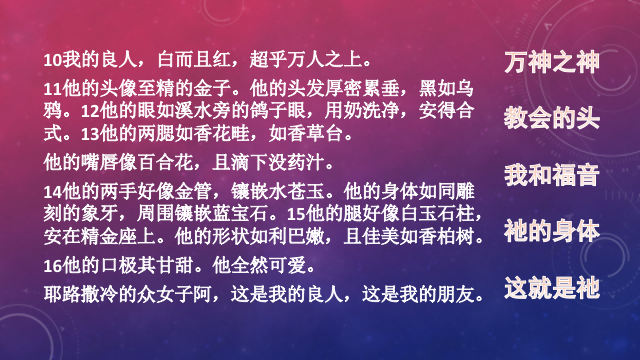 10我的良人，白而且红，超乎万人之上。
11他的头像至精的金子。他的头发厚密累垂，黑如乌
鸦。12他的眼如溪水旁的鸽子眼，用奶洗净，安得合
式。13他的两腮如香花畦，如香草台。
他的嘴唇像百合花，且滴下没药汁。
14他的两手好像金管，镶嵌水苍玉。他的身体如同雕
刻的象牙，周围镶嵌蓝宝石。15他的腿好像白玉石柱，
安在精金座上。他的形状如利巴嫩，且佳美如香柏树。
16他的口极其甘甜。他全然可爱。
耶路撒冷的众女子阿，这是我的良人，这是我的朋友。
万神之神
教会的头
我和福音
祂的身体
这就是祂